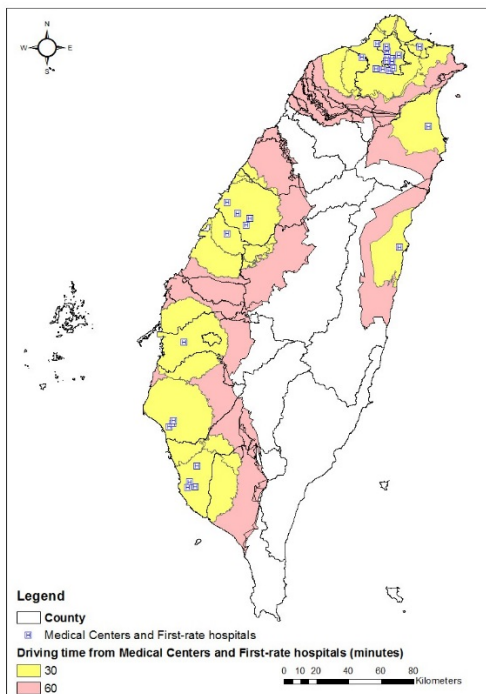 N
W E
S
Legend
County
H Medical Centers and First-rate hospitals
Driving time from Medical Centers and First-rate hospitals (minutes)
30
60
0 10 20 40 60 80
Kilometers